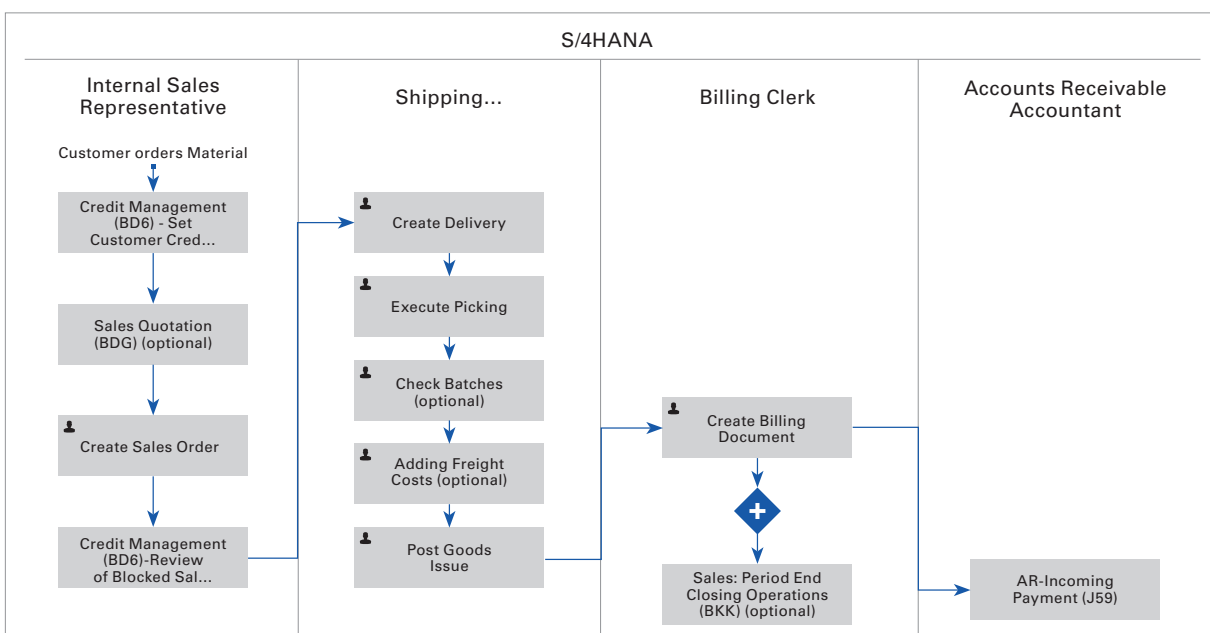 S/4HANA
Internal Sales
Representative
Shipping...
Billing Clerk
Accounts Receivable
Accountant
Customer orders Material
Credit Management
(BD6) - Set
Customer Cred...
Sales Quotation
(BDG) (optional)
Create Sales Order
Credit Management
(BD6)-Review
of Blocked Sal...
Create Delivery
Execute Picking
Check Batches
(optional)
Adding Freight
Costs (optional)
Post Goods
Issue
Create Billing
Document
Sales: Period End
Closing Operations
(BKK) (optional)
AR-Incoming
Payment (J59)